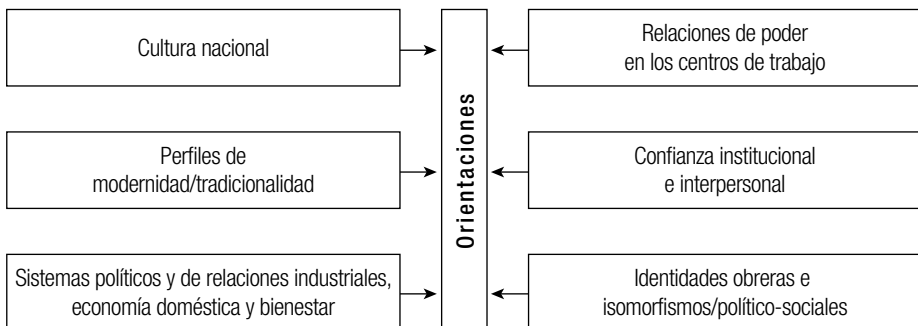 Cultura nacional
Perfiles de
modernidad/tradicionalidad
Sistemas políticos y de relaciones industriales,
economía doméstica y bienestar
Orientaciones
Relaciones de poder
en los centros de trabajo
Confianza institucional
e interpersonal
Identidades obreras e
isomorfismos/político-sociales